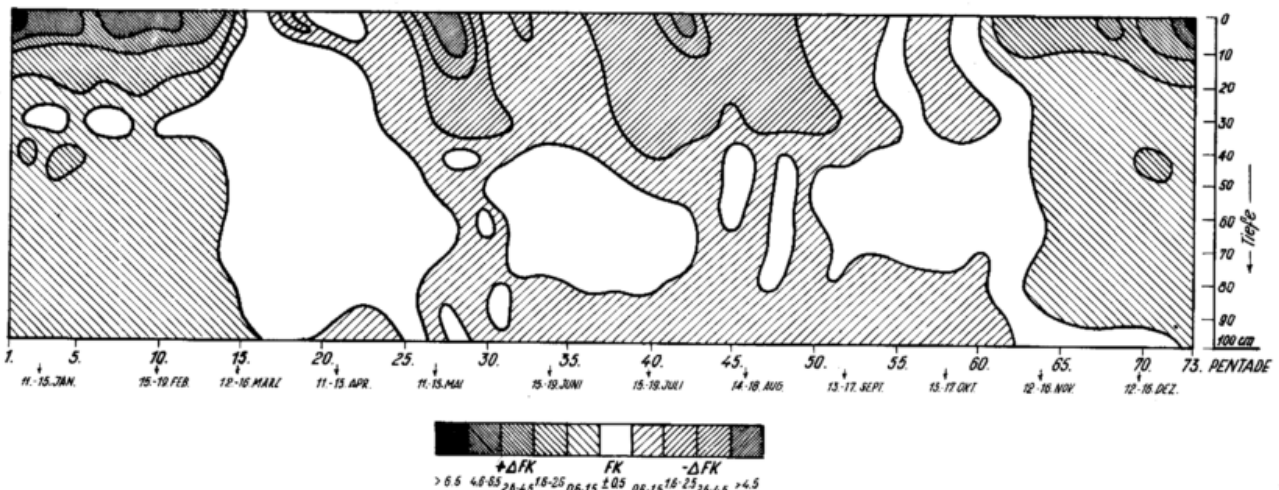 0
10
20
30
40
50
60
70
80
90
100 cm
← Tiefe
1. 5. 10. 15. 20. 25. 30. 35. 40. 45. 50. 55. 60. 65. 70. 73. PENTADE
11.-15. JAN. 15.-19. FEB. 12.-16. MÄRZ 11.-15. APR. 11.-15. MAI 15.-19. JUNI 15.-19. JULI 14.-18. AUG. 13.-17. SEPT. 13.-17. OKT. 12.-16. NOV. 12.-16. DEZ.
+ΔFK FK -ΔFK
>6.5 4.6-6.5 2.6-4.5 1.6-2.5 0.6-1.5 ±0.5 0.6-1.5 1.6-2.5 2.6-4.5 >4.5